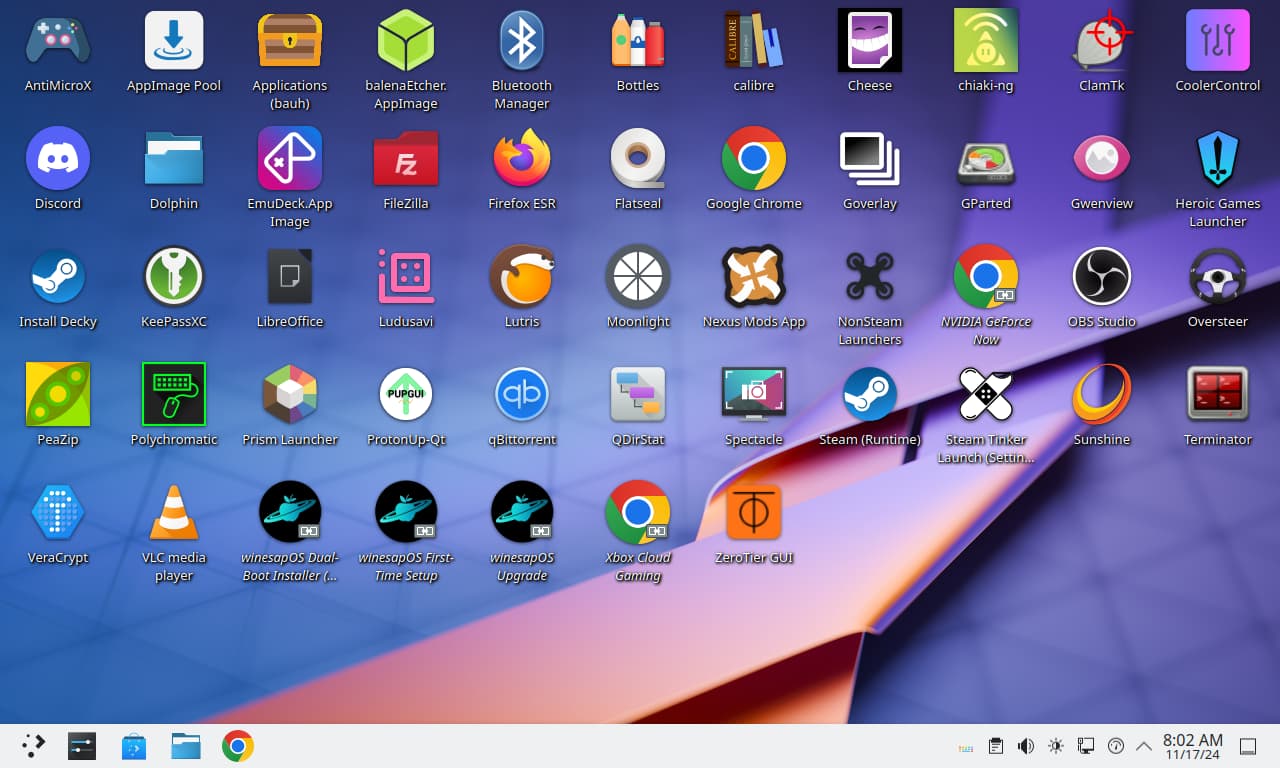 AntiMicroX
AppImage Pool
Applications
(bauh)
balenaEtcher.
AppImage
Bluetooth
Manager
Bottles
CALIBRE
calibre
Cheese
chiaki-ng
ClamTk
CoolerControl
Discord
Dolphin
EmuDeck.App
Image
Fz
FileZilla
Firefox ESR
Flatseal
Google Chrome
Goverlay
GParted
Gwenview
Heroic Games
Launcher
Install Decky
KeePassXC
LibreOffice
Ludusavi
Lutris
Moonlight
Nexus Mods App
NonSteam
Launchers
NVIDIA GeForce
Now
OBS Studio
Oversteer
PeaZip
Polychromatic
Prism Launcher
PUPGUI
ProtonUp-Qt
qb
qBittorrent
QDirStat
Spectacle
Steam (Runtime)
Steam Tinker
Launch (Settin...
Sunshine
Terminator
VeraCrypt
VLC media
player
winesapOS Dual-
Boot Installer (...
winesapOS First-
Time Setup
winesapOS
Upgrade
Xbox Cloud
Gaming
ZeroTier GUI
8:02 AM
11/17/24